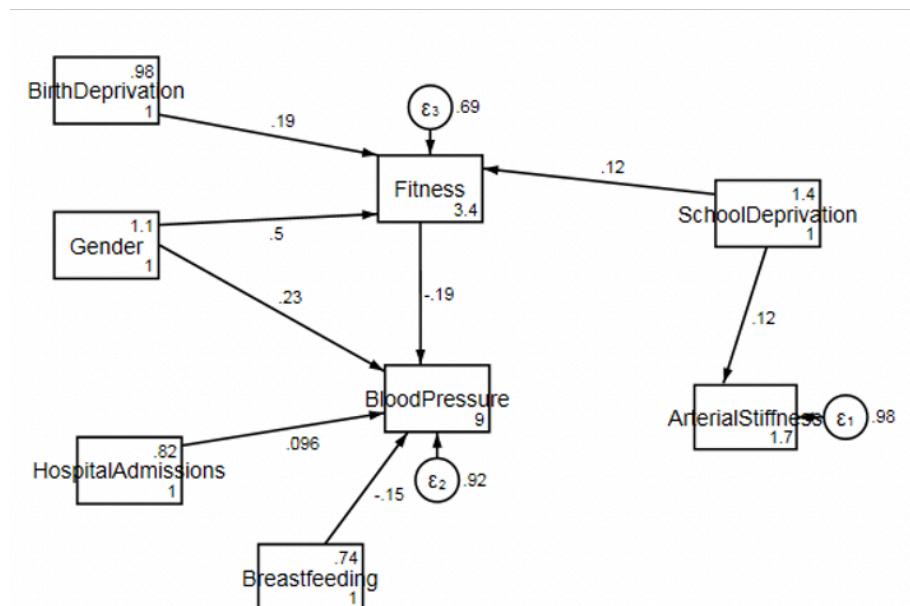 .98
BirthDeprivation
1
.19
ε3
.69
Fitness
3.4
.12
1.4
SchoolDeprivation
1
1.1
Gender
1
.5
.23
-.19
.12
BloodPressure
9
ArterialStiffness
1.7
ε1
.98
.82
HospitalAdmissions
1
.096
ε2
.92
-.15
.74
Breastfeeding
1